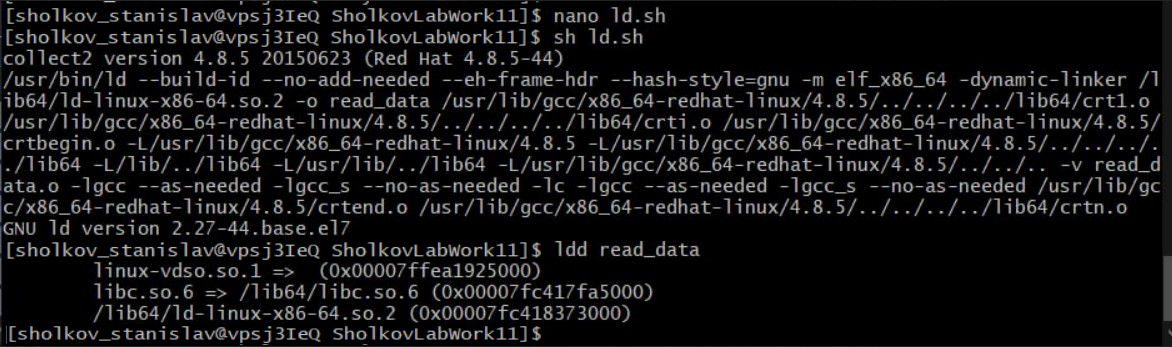 [sholkov_stanislav@vpsj3IeQ SholkovLabWork11]$ nano ld.sh
[sholkov_stanislav@vpsj3IeQ SholkovLabWork11]$ sh ld.sh
collect2 version 4.8.5 20150623 (Red Hat 4.8.5-44)
/usr/bin/ld --build-id --no-add-needed --eh-frame-hdr --hash-style=gnu -m elf_x86_64 -dynamic-linker /l
ib64/ld-linux-x86-64.so.2 -o read_data /usr/lib/gcc/x86_64-redhat-linux/4.8.5/../../../../lib64/crt1.o
/usr/lib/gcc/x86_64-redhat-linux/4.8.5/../../../../lib64/crti.o /usr/lib/gcc/x86_64-redhat-linux/4.8.5/
crtbegin.o -L/usr/lib/gcc/x86_64-redhat-linux/4.8.5 -L/usr/lib/gcc/x86_64-redhat-linux/4.8.5/../../../.
./lib64 -L/lib/../lib64 -L/usr/lib/../lib64 -L/usr/lib/gcc/x86_64-redhat-linux/4.8.5/../../.. -v read_d
ata.o -lgcc --as-needed -lgcc_s --no-as-needed -lc -lgcc --as-needed -lgcc_s --no-as-needed /usr/lib/gc
c/x86_64-redhat-linux/4.8.5/crtend.o /usr/lib/gcc/x86_64-redhat-linux/4.8.5/../../../../lib64/crtn.o
GNU ld version 2.27-44.base.el7
[sholkov_stanislav@vpsj3IeQ SholkovLabWork11]$ ldd read_data
linux-vdso.so.1 =>  (0x00007ffea1925000)
libc.so.6 => /lib64/libc.so.6 (0x00007fc417fa5000)
/lib64/ld-linux-x86-64.so.2 (0x00007fc418373000)
[sholkov_stanislav@vpsj3IeQ SholkovLabWork11]$